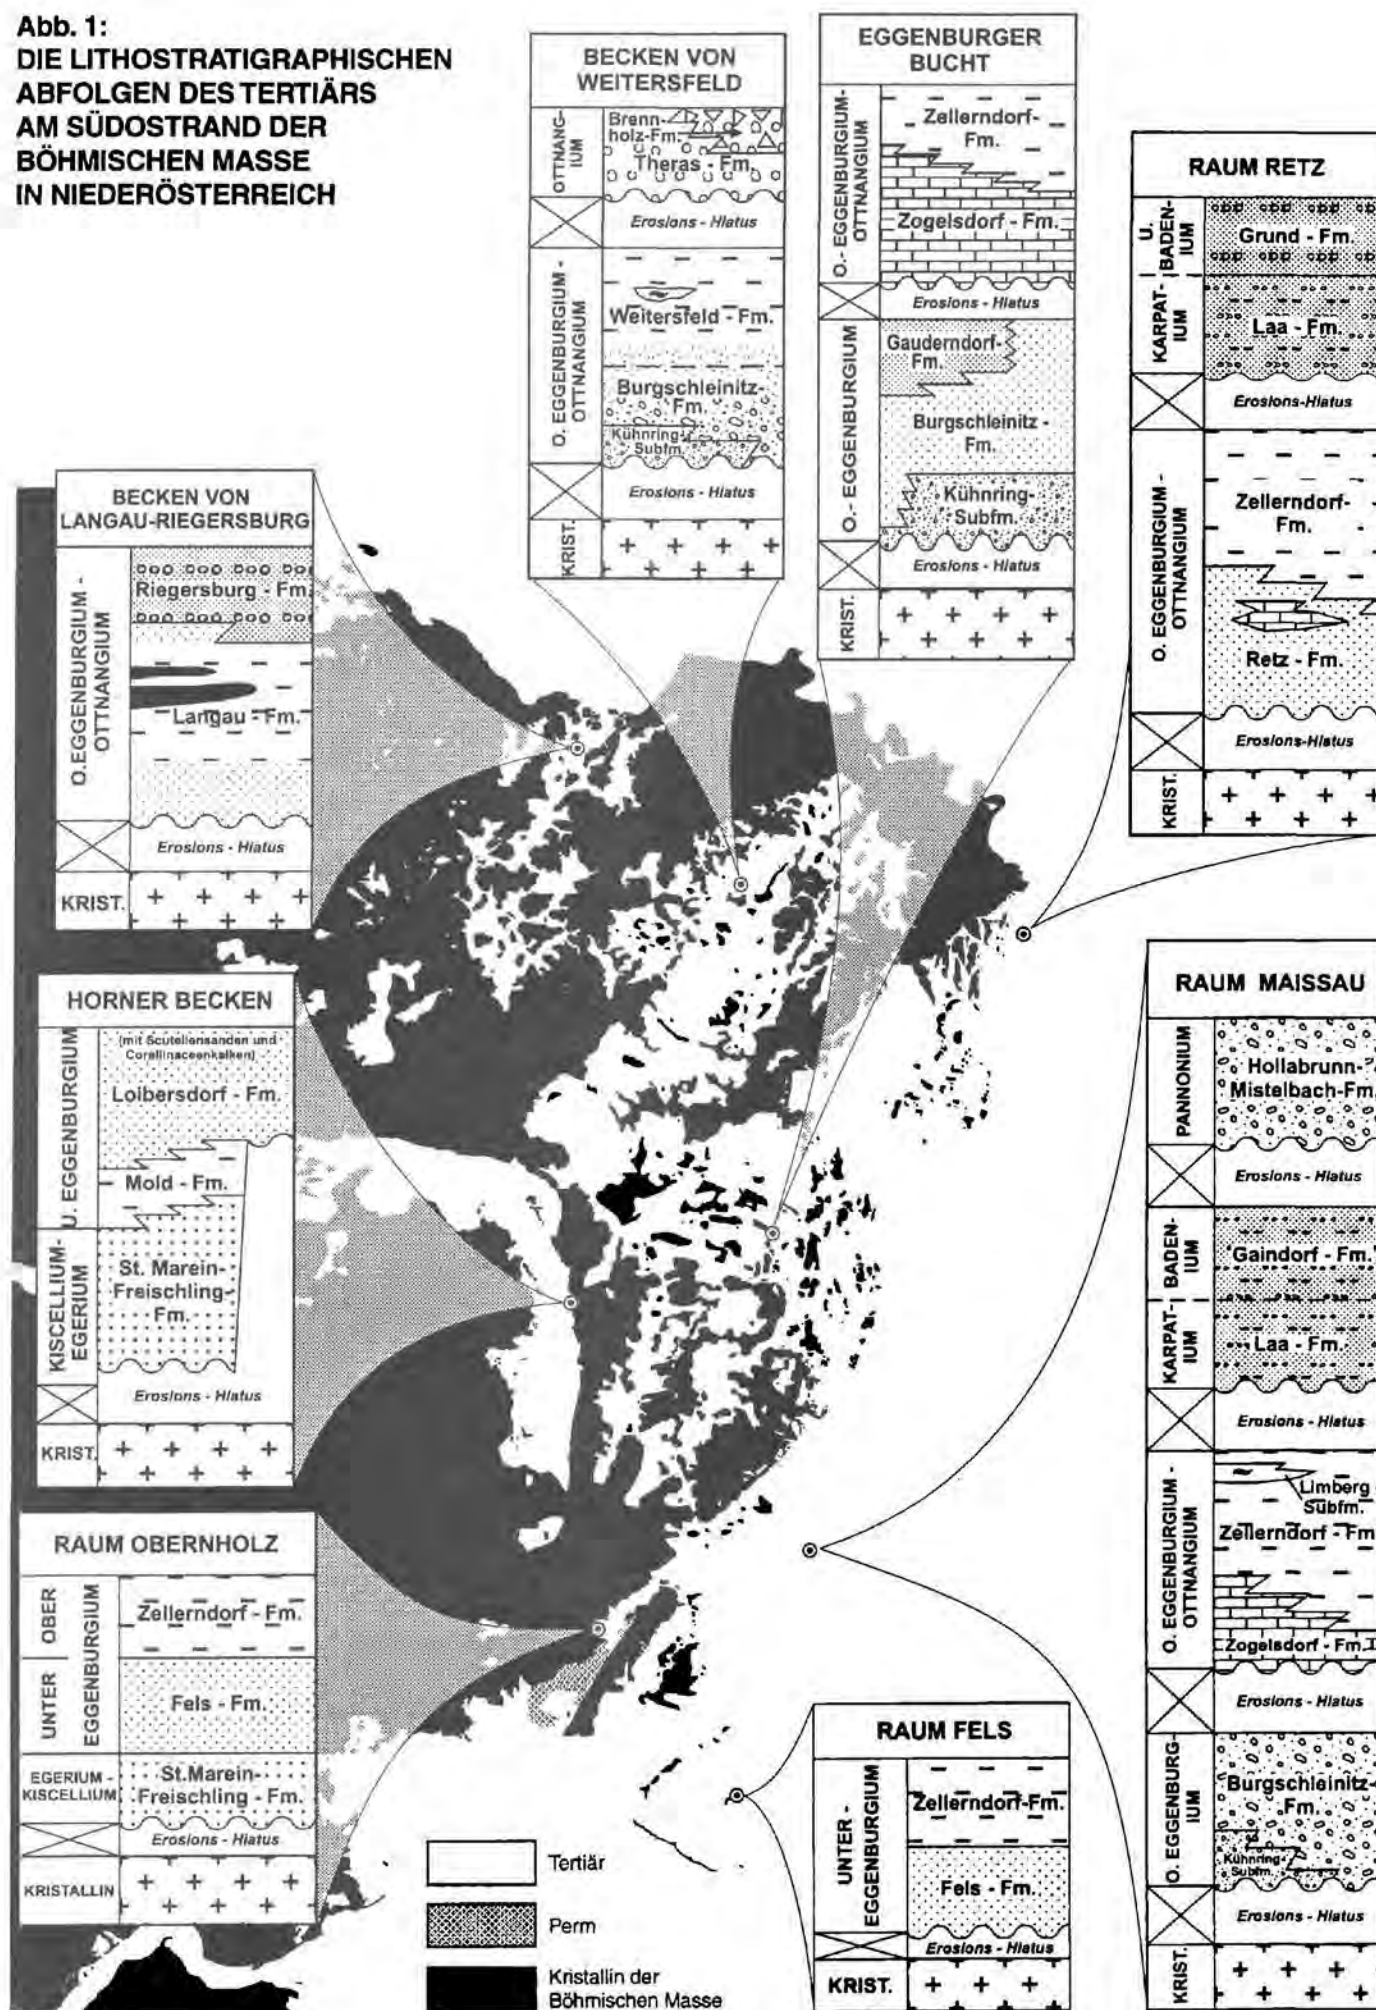 Abb. 1:
DIE LITHOSTRATIGRAPHISCHEN
ABFOLGEN DES TERTIÄRS
AM SÜDOSTRAND DER
BÖHMISCHEN MASSE
IN NIEDERÖSTERREICH
BECKEN VON
WEITERSFELD
OTTNANG-
IUM
Brenn-
holz-Fm.
Theras - Fm.
Erosions - Hiatus
O. EGGENBURGIUM -
OTTNANGIUM
Weitersfeld - Fm.
Burgschleinitz-
Fm.
Kühnring-
Subfm.
Erosions - Hiatus
KRIST.
EGGENBURGER
BUCHT
O.- EGGENBURGIUM-
OTTNANGIUM
Zellerndorf-
Fm.
Zogelsdorf - Fm.
Erosions - Hiatus
O.- EGGENBURGIUM
Gauderndorf-
Fm.
Burgschleinitz -
Fm.
Kühnring-
Subfm.
Erosions - Hiatus
KRIST.
RAUM RETZ
U.
BADEN-
IUM
Grund - Fm.
KARPAT-
IUM
Laa - Fm.
Erosions-Hiatus
O. EGGENBURGIUM -
OTTNANGIUM
Zellerndorf-
Fm.
Retz - Fm.
Erosions-Hiatus
KRIST.
BECKEN VON
LANGAU-RIEGERSBURG
O.EGGENBURGIUM -
OTTNANGIUM
Riegersburg - Fm.
Langau - Fm.
Erosions - Hiatus
KRIST.
HORNER BECKEN
U. EGGENBURGIUM
(mit Scutellensanden und
Corallinaceenkalken)
Loibersdorf - Fm.
Mold - Fm.
KISCELLIUM-
EGERIUM
St. Marein-
Freischling-
Fm.
Erosions - Hiatus
KRIST.
RAUM MAISSAU
PANNONIUM
Hollabrunn-
Mistelbach-Fm.
Erosions - Hiatus
BADEN-
IUM
Gaindorf - Fm.
KARPAT-
IUM
Laa - Fm.
Erosions - Hiatus
O. EGGENBURGIUM -
OTTNANGIUM
Limberg -
Subfm.
Zellerndorf - Fm.
Zogelsdorf - Fm.
Erosions - Hiatus
O. EGGENBURG-
IUM
Burgschleinitz-
Fm.
Kühnring-
Subfm.
Erosions - Hiatus
KRIST.
RAUM OBERNHOLZ
OBER
UNTER
EGGENBURGIUM
Zellerndorf - Fm.
Fels - Fm.
EGERIUM -
KISCELLIUM
St.Marein-
Freischling - Fm.
Erosions - Hiatus
KRISTALLIN
RAUM FELS
UNTER -
EGGENBURGIUM
Zellerndorf-Fm.
Fels - Fm.
Erosions - Hiatus
KRIST.
Tertiär
Perm
Kristallin der
Böhmischen Masse